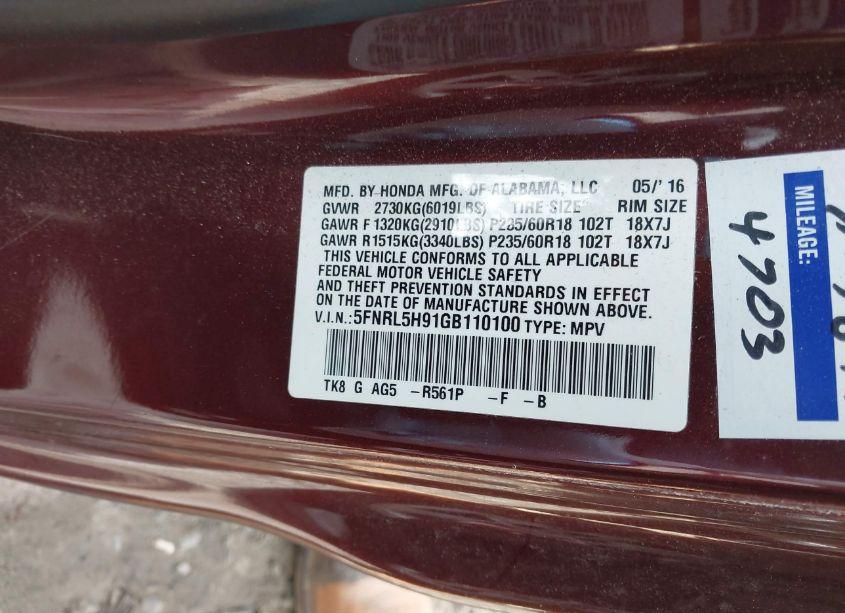 MFD. BY HONDA MFG. OF ALABAMA, LLC 05/'16
GVWR 2730KG(6019LBS) TIRE SIZE RIM SIZE
GAWR F 1320KG(2910LBS) P235/60R18 102T 18X7J
GAWR R1515KG(3340LBS) P235/60R18 102T 18X7J
THIS VEHICLE CONFORMS TO ALL APPLICABLE
FEDERAL MOTOR VEHICLE SAFETY
AND THEFT PREVENTION STANDARDS IN EFFECT
ON THE DATE OF MANUFACTURE SHOWN ABOVE.
V.I.N.: 5FNRL5H91GB110100 TYPE: MPV
TK8 G AG5 -R561P -F -B
MILEAGE:
4703